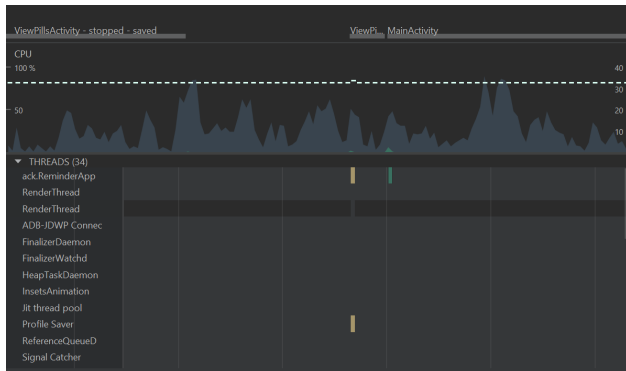 ViewPillsActivity - stopped - saved ViewPi... MainActivity
CPU
100 % 40
30
50 20
10
THREADS (34)
ack.ReminderApp
RenderThread
RenderThread
ADB-JDWP Connec
FinalizerDaemon
FinalizerWatchd
HeapTaskDaemon
InsetsAnimation
Jit thread pool
Profile Saver
ReferenceQueueD
Signal Catcher